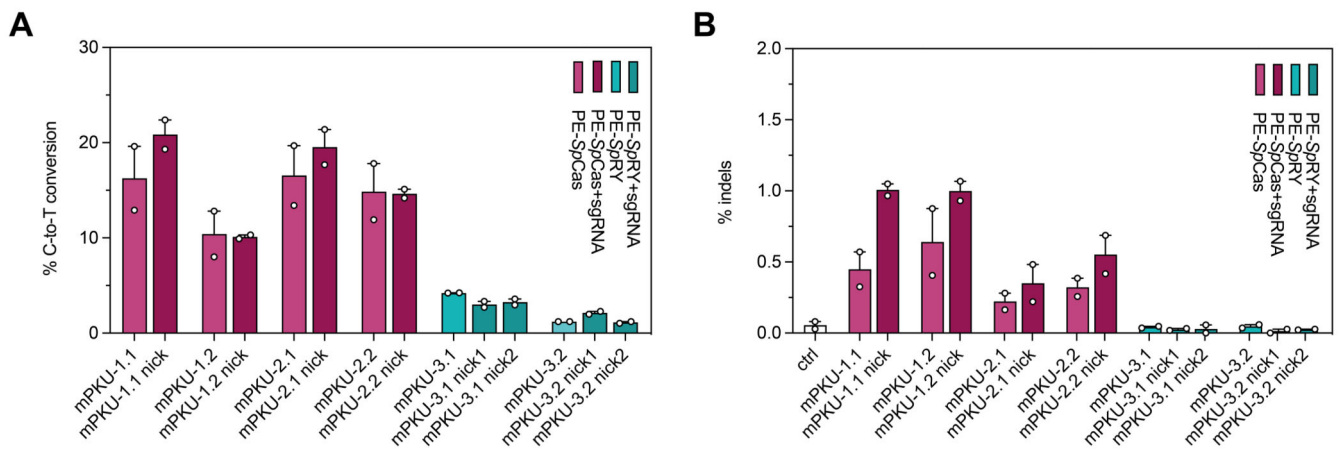 A
30
20
10
0
% C-to-T conversion
PE-SpCas
PE-SpCas+sgRNA
PE-SpRY
PE-SpRY+sgRNA
mPKU-1.1
mPKU-1.1 nick
mPKU-1.2
mPKU-1.2 nick
mPKU-2.1
mPKU-2.1 nick
mPKU-2.2
mPKU-2.2 nick
mPKU-3.1
mPKU-3.1 nick1
mPKU-3.1 nick2
mPKU-3.2
mPKU-3.2 nick1
mPKU-3.2 nick2
B
2.0
1.5
1.0
0.5
0.0
% indels
PE-SpCas
PE-SpCas+sgRNA
PE-SpRY
PE-SpRY+sgRNA
ctrl
mPKU-1.1
mPKU-1.1 nick
mPKU-1.2
mPKU-1.2 nick
mPKU-2.1
mPKU-2.1 nick
mPKU-2.2
mPKU-2.2 nick
mPKU-3.1
mPKU-3.1 nick1
mPKU-3.1 nick2
mPKU-3.2
mPKU-3.2 nick1
mPKU-3.2 nick2